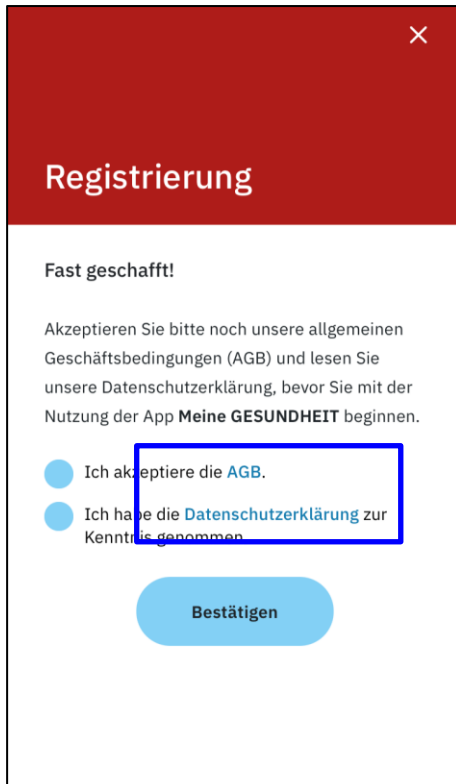 Registrierung
Fast geschafft!
Akzeptieren Sie bitte noch unsere allgemeinen
Geschäftsbedingungen (AGB) und lesen Sie
unsere Datenschutzerklärung, bevor Sie mit der
Nutzung der App Meine GESUNDHEIT beginnen.
Ich akzeptiere die AGB.
Ich habe die Datenschutzerklärung zur
Kenntnis genommen
Bestätigen